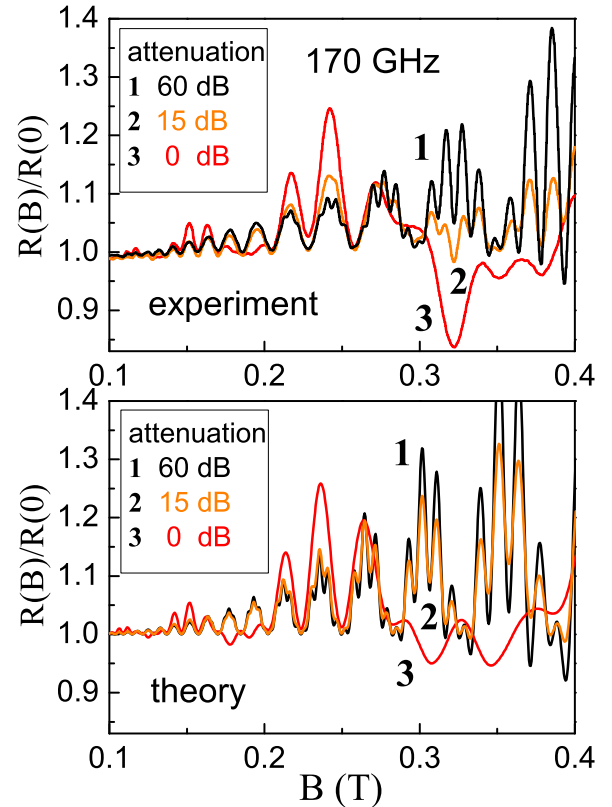 1.4
1.3
1.2
1.1
1.0
0.9
R(B)/R(0)
attenuation
1 60 dB
2 15 dB
3 0 dB
170 GHz
1
2
3
experiment
0.1 0.2 0.3 0.4
1.4
1.3
1.2
1.1
1.0
0.9
R(B)/R(0)
attenuation
1 60 dB
2 15 dB
3 0 dB
1
2
3
theory
0.1 0.2 0.3 0.4
B (T)